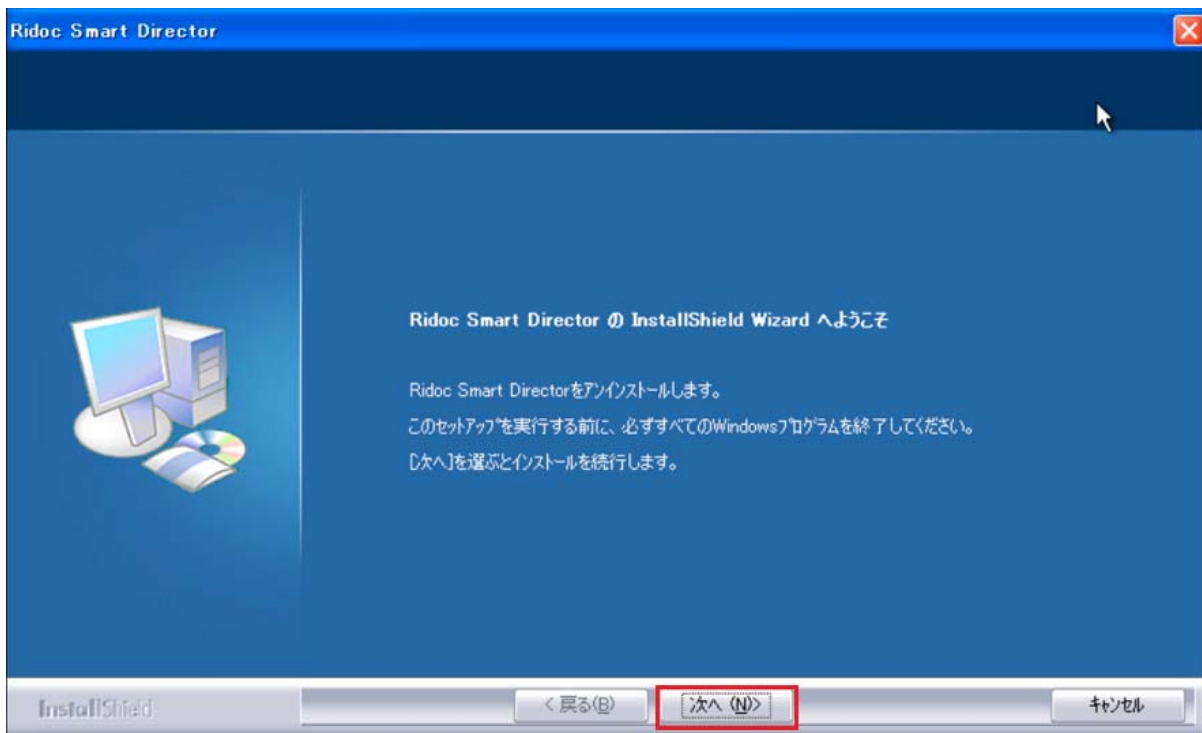 Ridoc Smart Director
Ridoc Smart Director の InstallShield Wizard へようこそ
Ridoc Smart Directorをアンインストールします。
このセットアップを実行する前に、必ずすべてのWindowsプログラムを終了してください。
[次へ]を選ぶとインストールを続行します。
InstallShield
< 戻る(B)
次へ (N)>
キャンセル